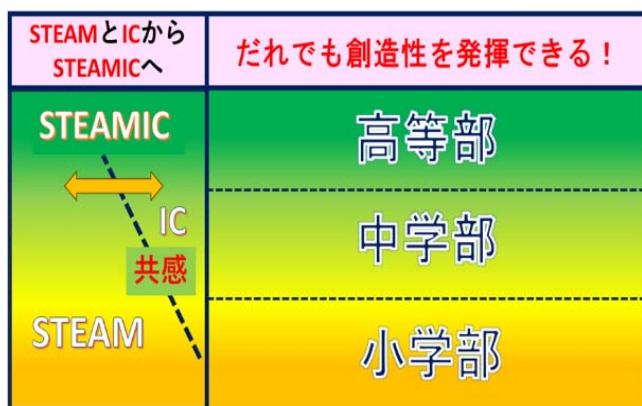 STEAMとICから
STEAMICへ
だれでも創造性を発揮できる！
STEAMIC
IC
共感
STEAM
高等部
中学部
小学部